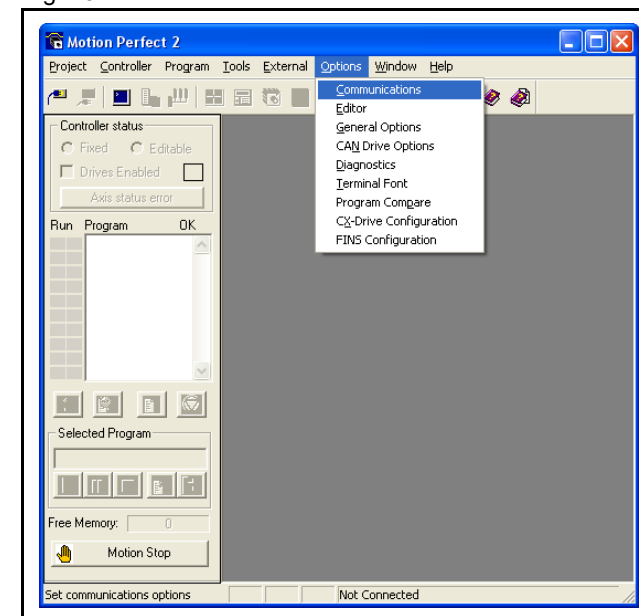 Motion Perfect 2
Project Controller Program Tools External Options Window Help
Communications
Editor
General Options
CAN Drive Options
Diagnostics
Terminal Font
Program Compare
CX-Drive Configuration
FINS Configuration
Controller status
Fixed Editable
Drives Enabled
Axis status error
Run Program OK
Selected Program
Free Memory: 0
Motion Stop
Set communications options Not Connected